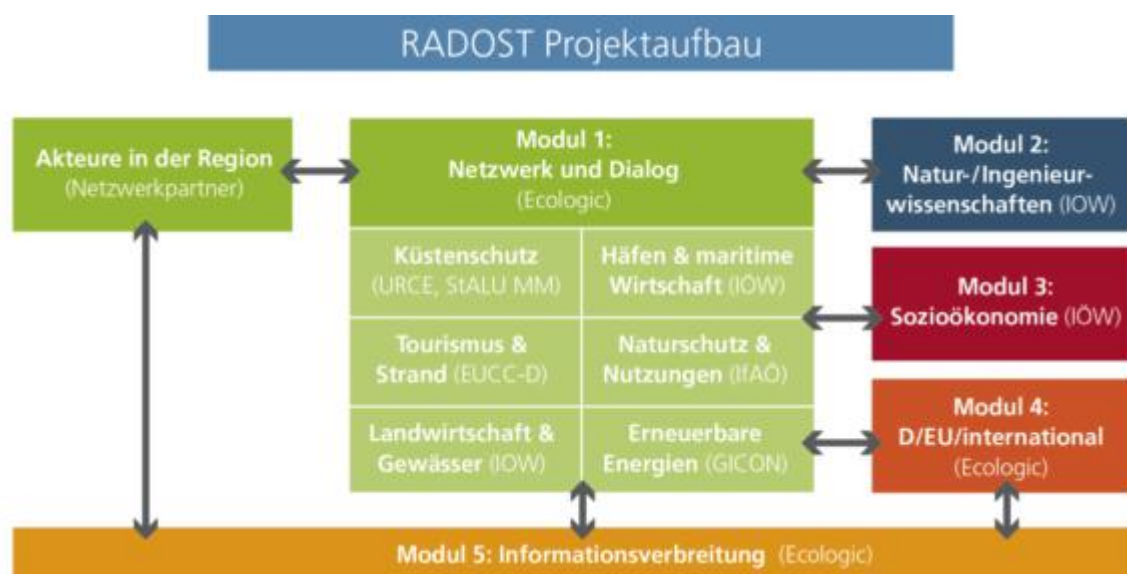 RADOST Projektaufbau
Akteure in der Region
(Netzwerkpartner)
Modul 1:
Netzwerk und Dialog
(Ecologic)
Küstenschutz
(URCE, StALU MM)
Häfen & maritime
Wirtschaft (IÖW)
Tourismus &
Strand (EUCC-D)
Naturschutz &
Nutzungen (IfAÖ)
Landwirtschaft &
Gewässer (IOW)
Erneuerbare
Energien (GICON)
Modul 2:
Natur-/Ingenieur-
wissenschaften (IOW)
Modul 3:
Sozioökonomie (IÖW)
Modul 4:
D/EU/international
(Ecologic)
Modul 5: Informationsverbreitung (Ecologic)